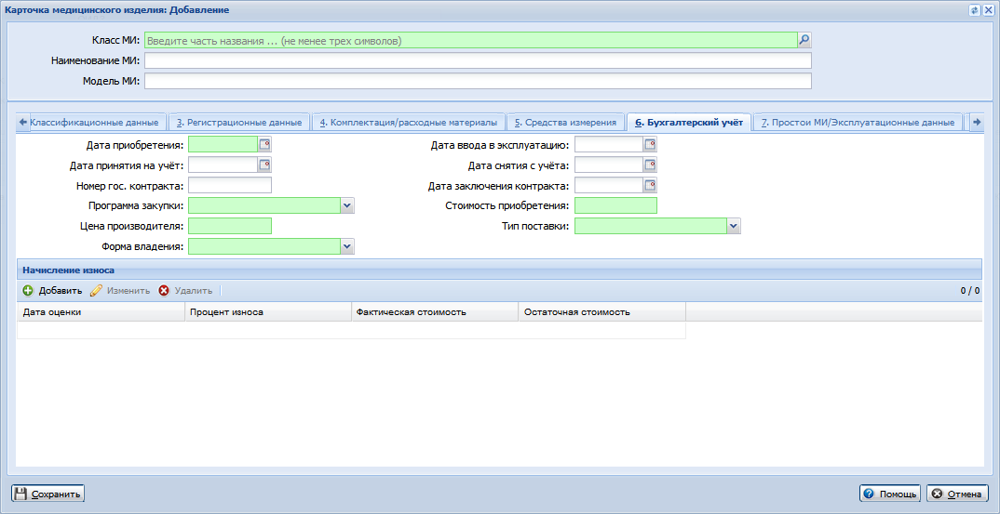 Карточка медицинского изделия: Добавление
Класс МИ: Введите часть названия ... (не менее трех символов)
Наименование МИ:
Модель МИ:
Классификационные данные 3. Регистрационные данные 4. Комплектация/расходные материалы 5. Средства измерения 6. Бухгалтерский учёт 7. Простои МИ/Эксплуатационные данные
Дата приобретения: Дата ввода в эксплуатацию:
Дата принятия на учёт: Дата снятия с учёта:
Номер гос. контракта: Дата заключения контракта:
Программа закупки: Стоимость приобретения:
Цена производителя: Тип поставки:
Форма владения:
Начисление износа
Добавить Изменить Удалить 0 / 0
Дата оценки Процент износа Фактическая стоимость Остаточная стоимость
Сохранить Помощь Отмена